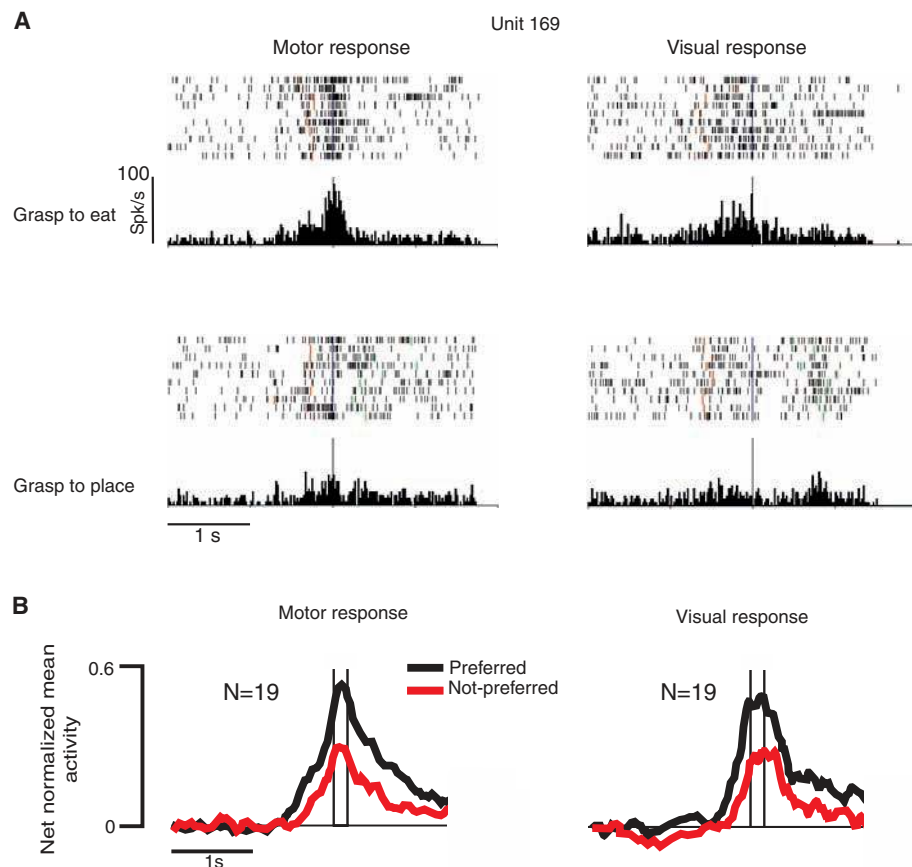 A
Unit 169
Motor response
Visual response
100
Spk/s
Grasp to eat
Grasp to place
1 s
B
Motor response
Visual response
Net normalized mean
activity
0.6
0
N=19
Preferred
Not-preferred
N=19
1s